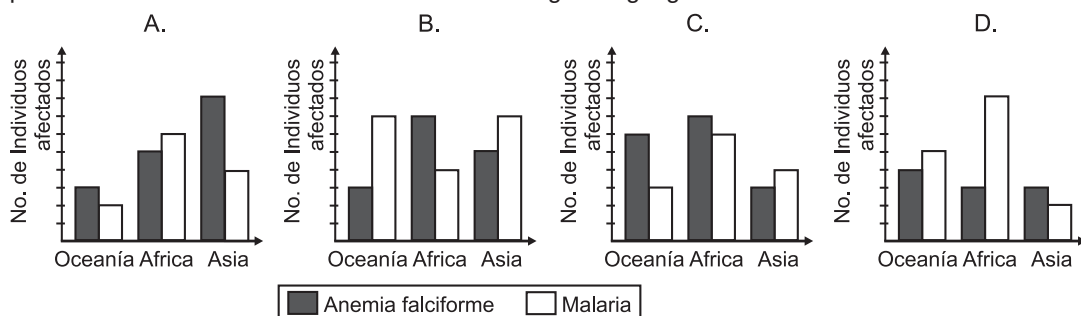 A.
B.
C.
D.
No. de Individuos
afectados
Oceanía Africa Asia
No. de Individuos
afectados
Oceanía Africa Asia
No. de Individuos
afectados
Oceanía Africa Asia
No. de Individuos
afectados
Oceanía Africa Asia
Anemia falciforme
Malaria